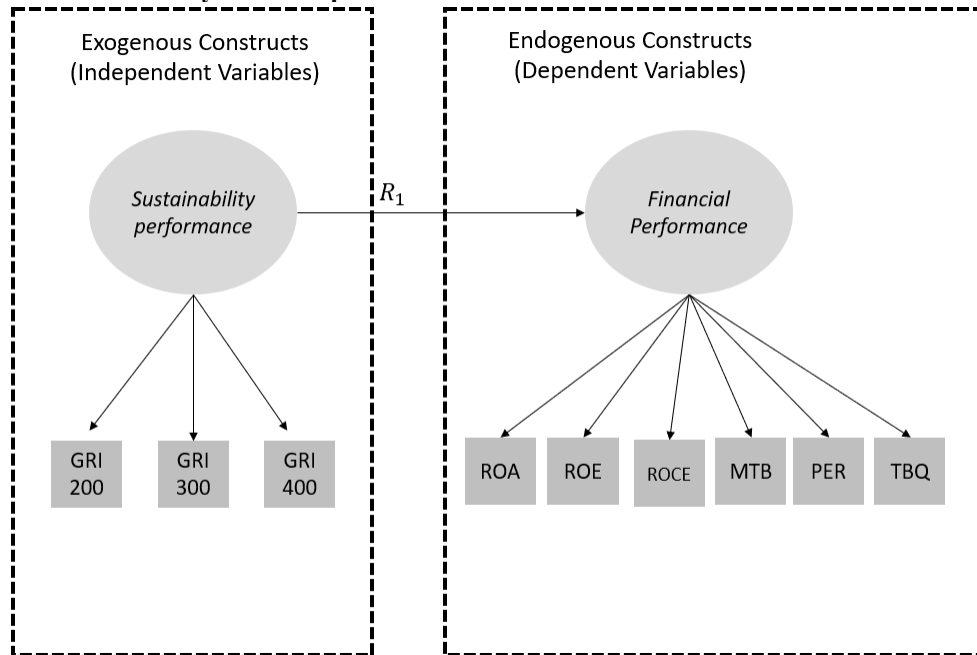 Exogenous Constructs
(Independent Variables)
Endogenous Constructs
(Dependent Variables)
Sustainability
performance
R₁
Financial
Performance
GRI
200
GRI
300
GRI
400
ROA
ROE
ROCE
MTB
PER
TBQ